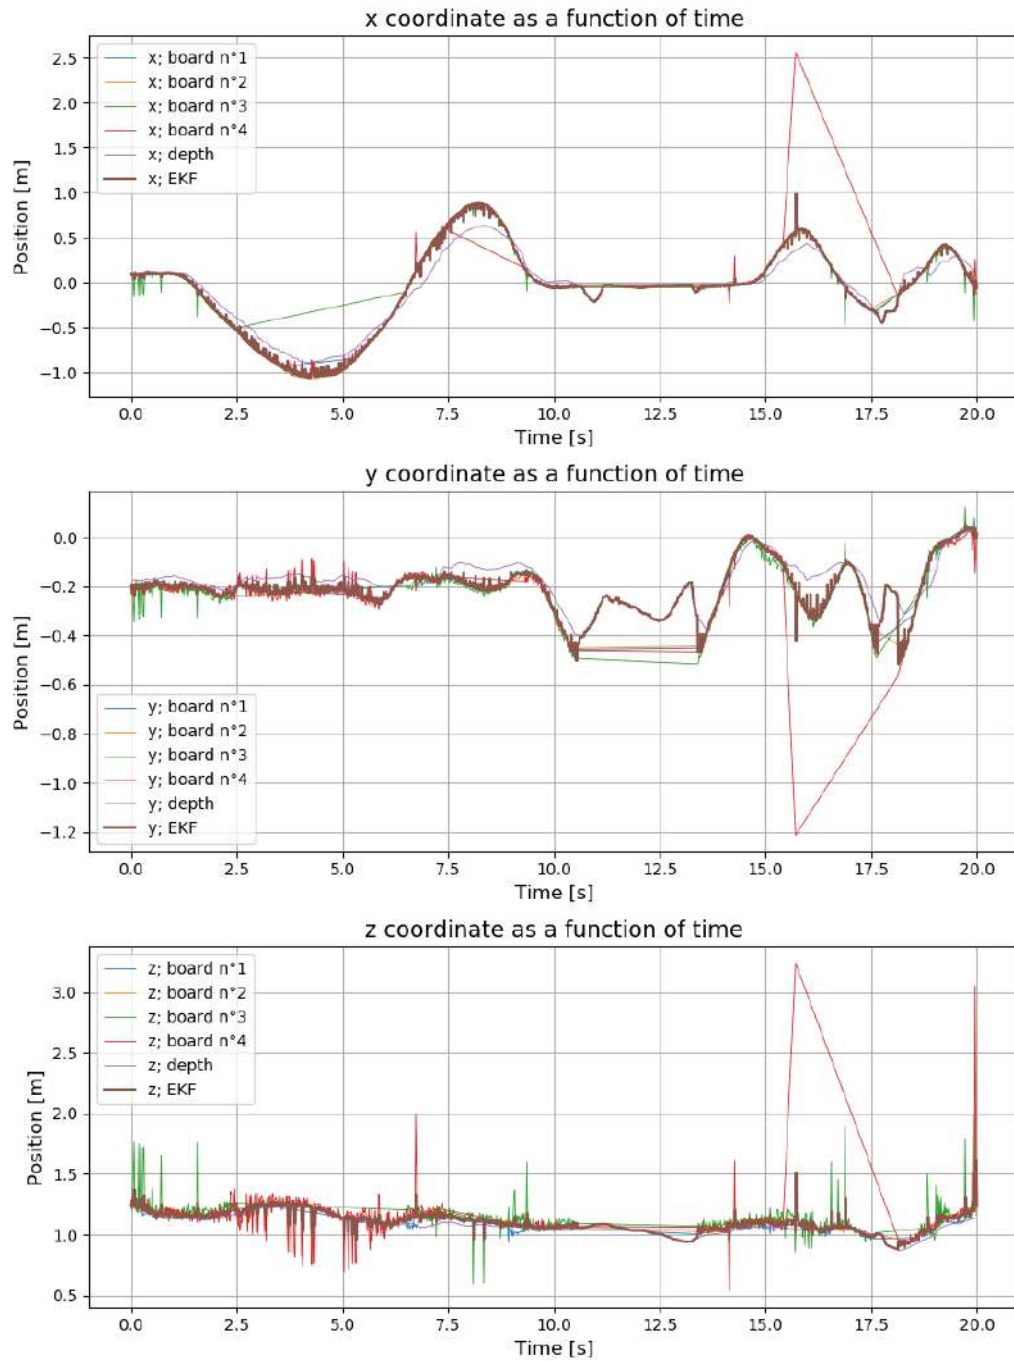 x coordinate as a function of time
2.5
2.0
1.5
1.0
0.5
0.0
−0.5
−1.0
Position [m]
x; board n°1
x; board n°2
x; board n°3
x; board n°4
x; depth
x; EKF
0.0 2.5 5.0 7.5 10.0 12.5 15.0 17.5 20.0
Time [s]
y coordinate as a function of time
0.0
−0.2
−0.4
−0.6
−0.8
−1.0
−1.2
Position [m]
y; board n°1
y; board n°2
y; board n°3
y; board n°4
y; depth
y; EKF
0.0 2.5 5.0 7.5 10.0 12.5 15.0 17.5 20.0
Time [s]
z coordinate as a function of time
3.0
2.5
2.0
1.5
1.0
0.5
Position [m]
z; board n°1
z; board n°2
z; board n°3
z; board n°4
z; depth
z; EKF
0.0 2.5 5.0 7.5 10.0 12.5 15.0 17.5 20.0
Time [s]